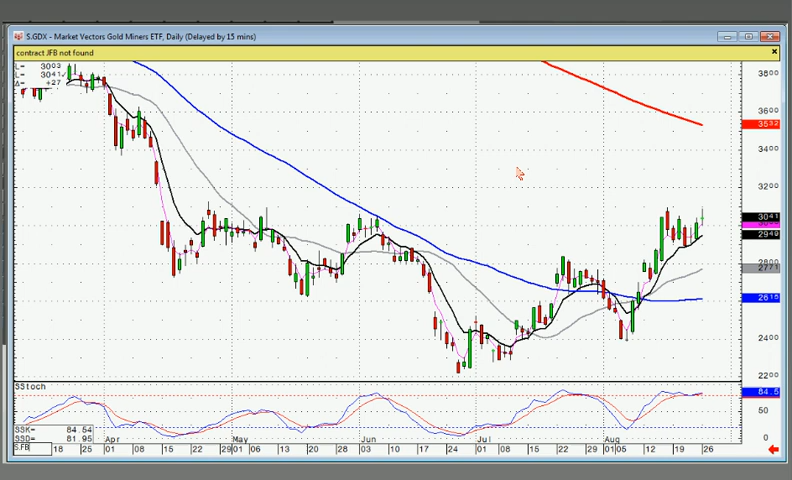 S.GDX - Market Vectors Gold Miners ETF, Daily (Delayed by 15 mins)
contract JFB not found
L= 3003
L= 3041
Δ= +27
3800
3600
3532
3400
3200
3041
2949
2771
2615
2400
2200
SStoch
84.5
50
0
SSK= 84.54
SSD= 81.95
Apr May Jun Jul Aug
S.FB
18 01 08 15 22 01 06 13 20 03 10 17 24 01 08 15 22 29 01 05 12 19 26